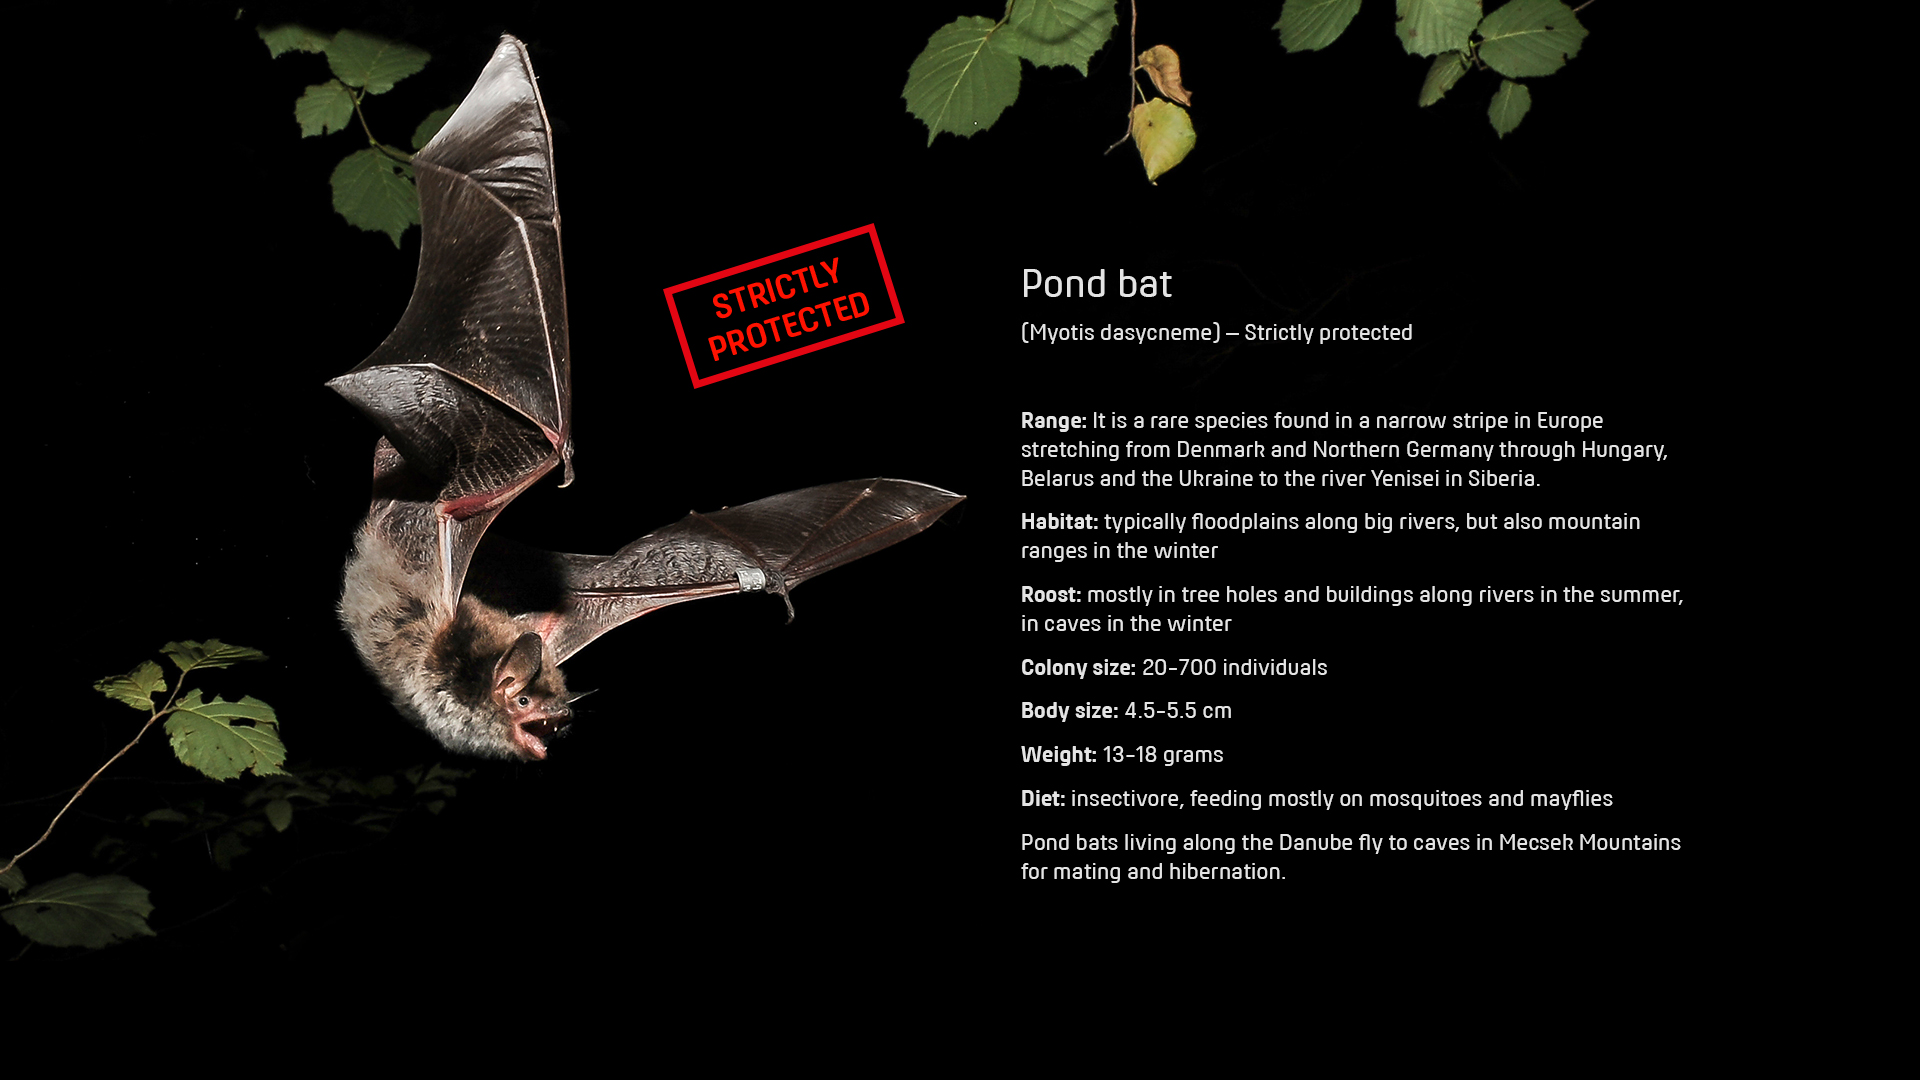 STRICTLY
PROTECTED
Pond bat
(Myotis dasycneme) – Strictly protected
Range: It is a rare species found in a narrow stripe in Europe
stretching from Denmark and Northern Germany through Hungary,
Belarus and the Ukraine to the river Yenisei in Siberia.
Habitat: typically floodplains along big rivers, but also mountain
ranges in the winter
Roost: mostly in tree holes and buildings along rivers in the summer,
in caves in the winter
Colony size: 20-700 individuals
Body size: 4.5-5.5 cm
Weight: 13-18 grams
Diet: insectivore, feeding mostly on mosquitoes and mayflies
Pond bats living along the Danube fly to caves in Mecsek Mountains
for mating and hibernation.